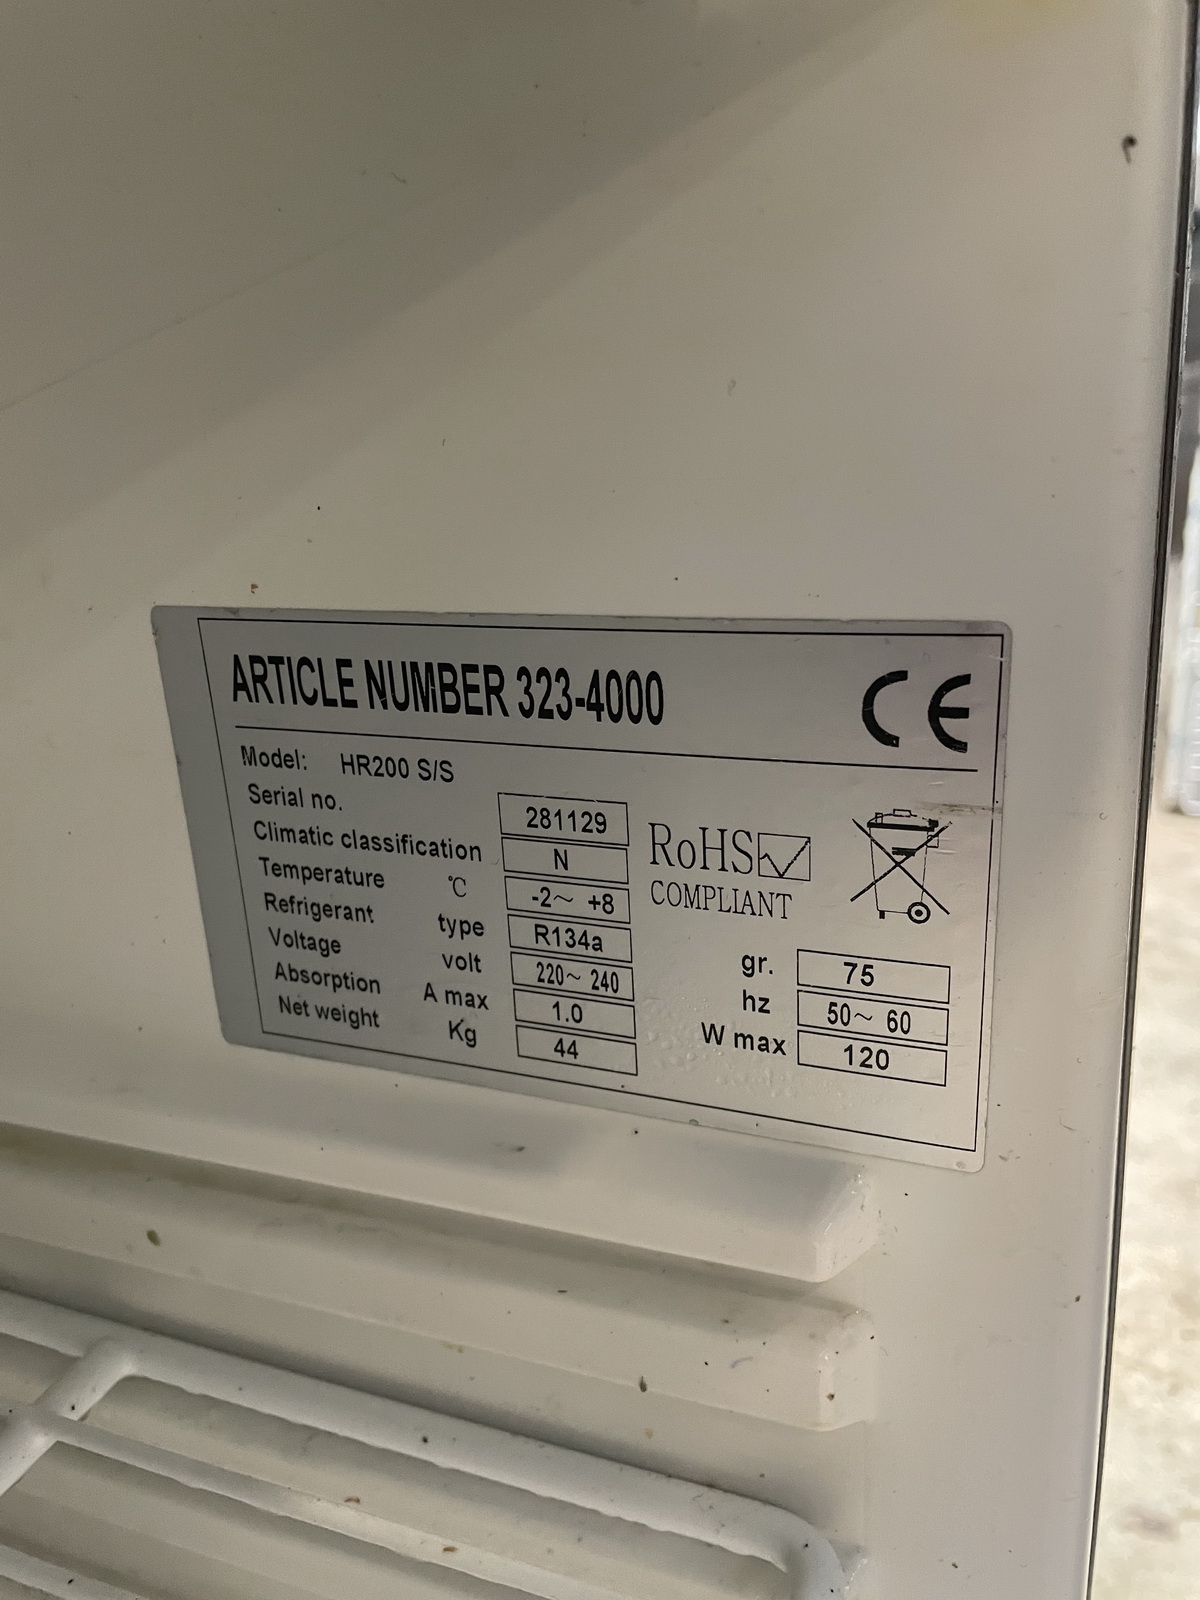 ARTICLE NUMBER 323-4000 CE
Model: HR200 S/S
Serial no. 281129
Climatic classification N
Temperature °C -2~ +8
Refrigerant type R134a gr. 75
Voltage volt 220~ 240 hz 50~ 60
Absorption A max 1.0 W max 120
Net weight Kg 44
RoHS
COMPLIANT